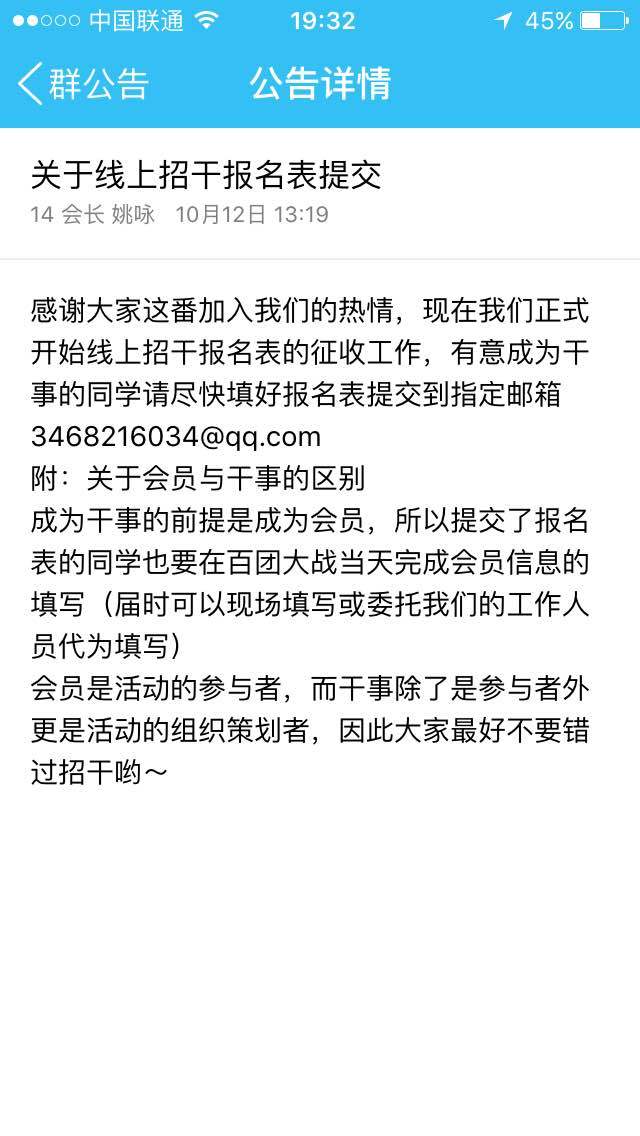 中国联通 19:32 45%
群公告 公告详情
关于线上招干报名表提交
14 会长 姚咏 10月12日 13:19
感谢大家这番加入我们的热情，现在我们正式
开始线上招干报名表的征收工作，有意成为干
事的同学请尽快填好报名表提交到指定邮箱
3468216034@qq.com
附：关于会员与干事的区别
成为干事的前提是成为会员，所以提交了报名
表的同学也要在百团大战当天完成会员信息的
填写（届时可以现场填写或委托我们的工作人
员代为填写）
会员是活动的参与者，而干事除了是参与者外
更是活动的组织策划者，因此大家最好不要错
过招干哟～